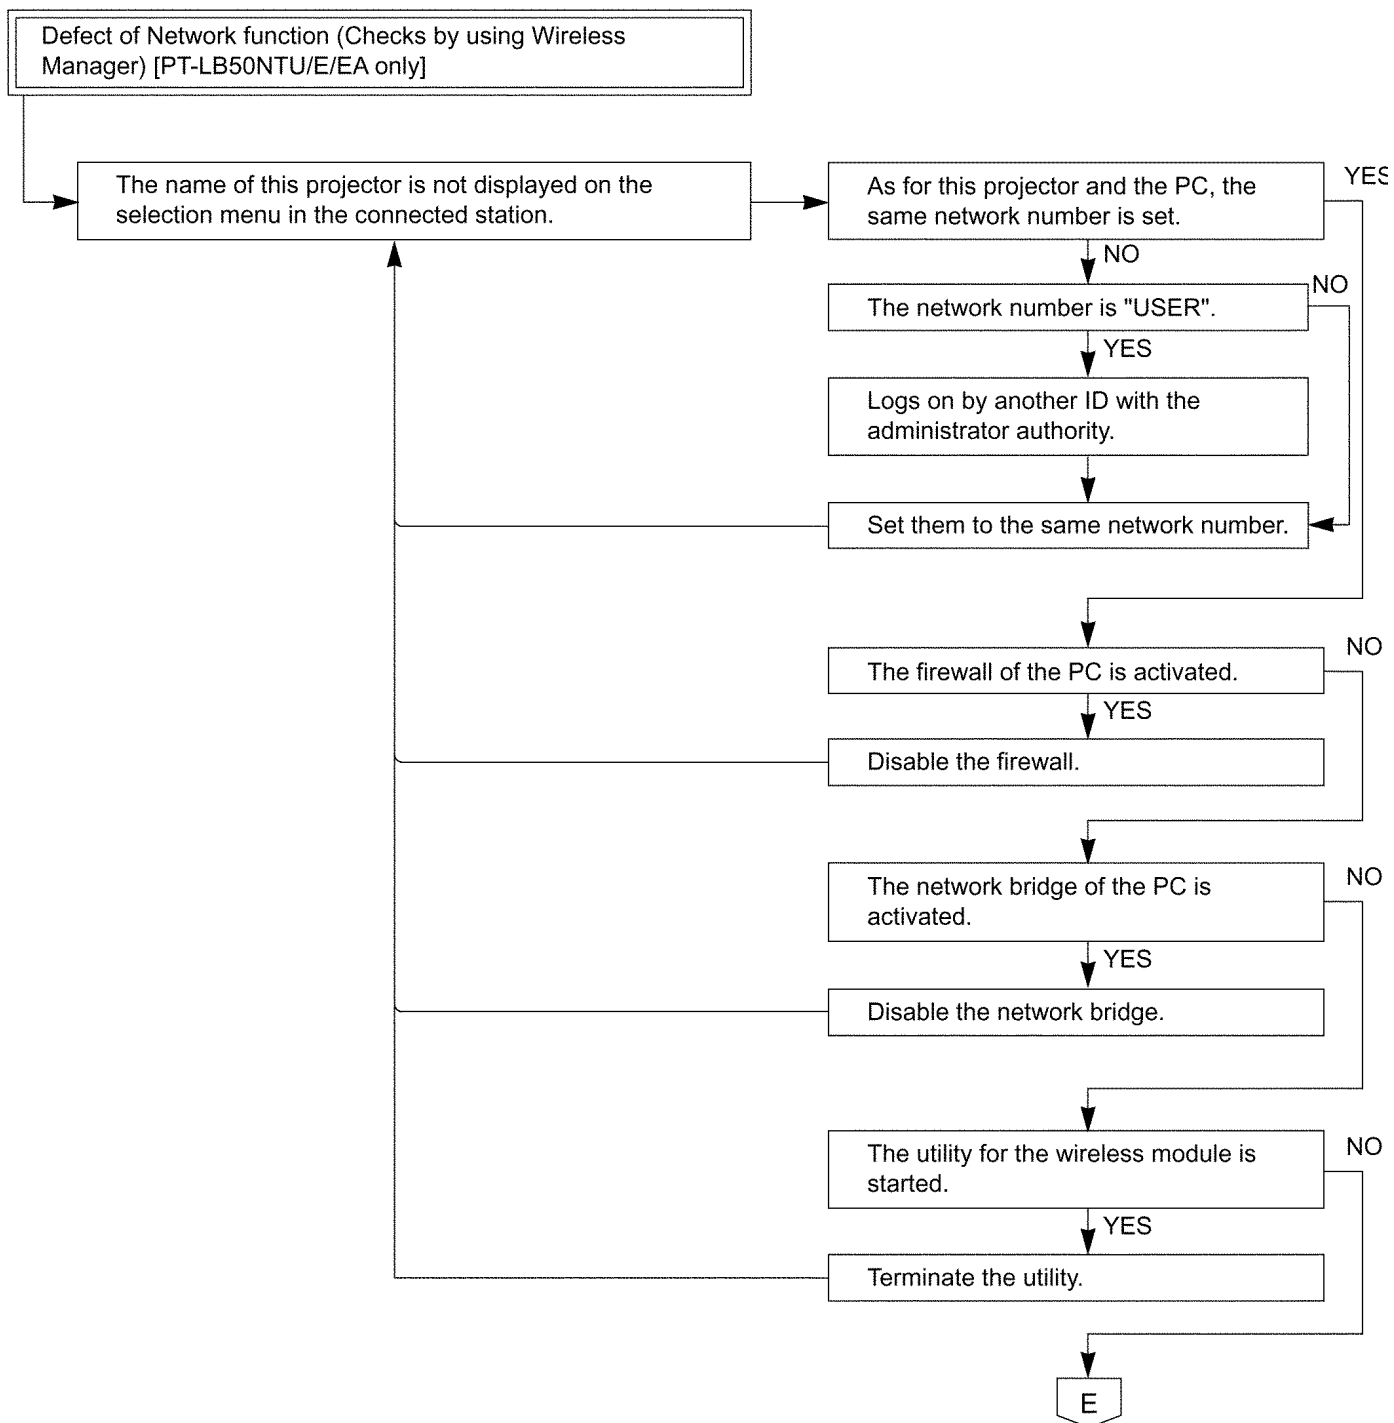 Defect of Network function (Checks by using Wireless
Manager) [PT-LB50NTU/E/EA only]
The name of this projector is not displayed on the
selection menu in the connected station.
As for this projector and the PC, the
same network number is set.
YES
NO
The network number is "USER".
NO
YES
Logs on by another ID with the
administrator authority.
Set them to the same network number.
The firewall of the PC is activated.
NO
YES
Disable the firewall.
The network bridge of the PC is
activated.
NO
YES
Disable the network bridge.
The utility for the wireless module is
started.
NO
YES
Terminate the utility.
E